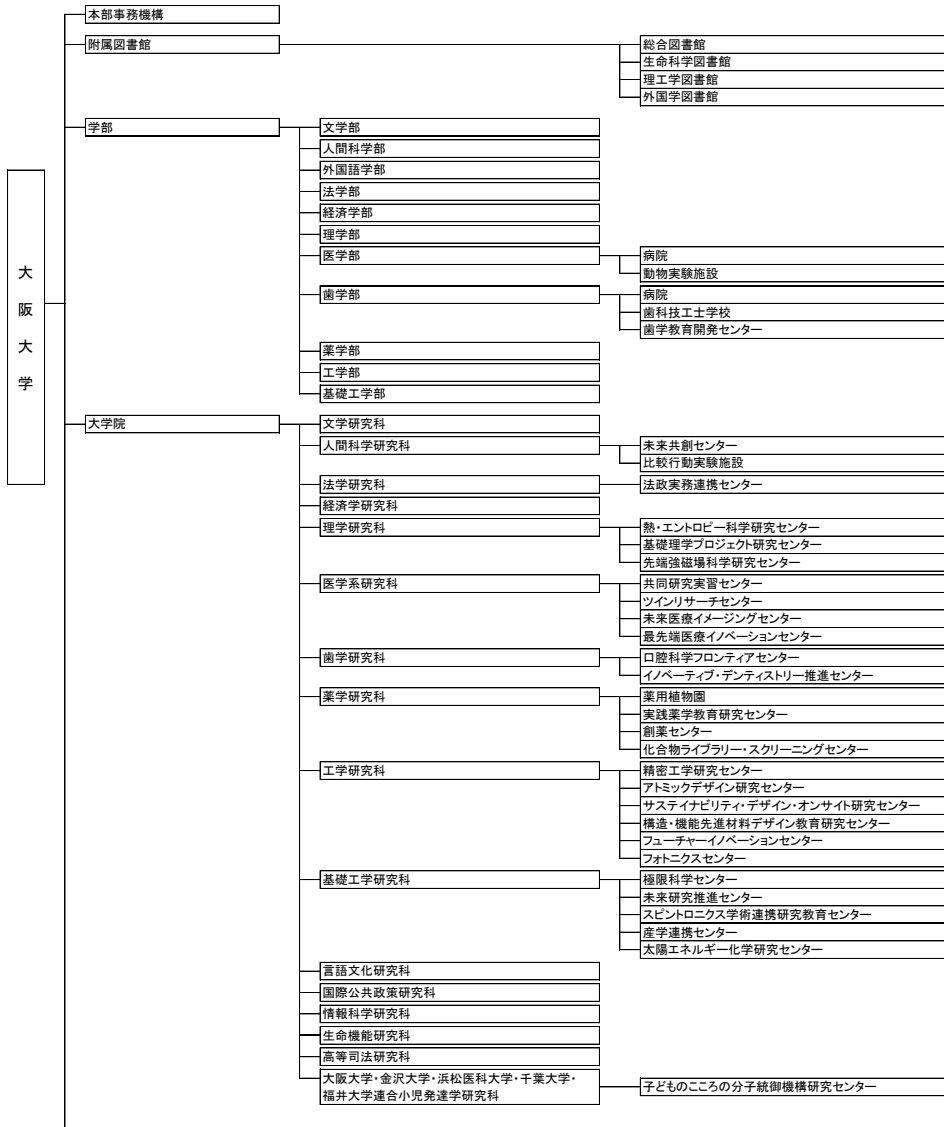 大阪大学
本部事務機構
附属図書館
総合図書館
生命科学図書館
理工学図書館
外国学図書館
学部
文学部
人間科学部
外国語学部
法学部
経済学部
理学部
医学部
病院
動物実験施設
歯学部
病院
歯科技工士学校
歯学教育開発センター
薬学部
工学部
基礎工学部
大学院
文学研究科
人間科学研究科
未来共創センター
比較行動実験施設
法学研究科
法政実務連携センター
経済学研究科
理学研究科
熱・エントロピー科学研究センター
基礎理学プロジェクト研究センター
先端強磁場科学研究センター
医学系研究科
共同研究実習センター
ツインリサーチセンター
未来医療イメージングセンター
最先端医療イノベーションセンター
歯学研究科
口腔科学フロンティアセンター
イノベーティブ・デンティストリー推進センター
薬学研究科
薬用植物園
実践薬学教育研究センター
創薬センター
化合物ライブラリー・スクリーニングセンター
工学研究科
精密工学研究センター
アトミックデザイン研究センター
サステイナビリティ・デザイン・オンサイト研究センター
構造・機能先進材料デザイン教育研究センター
フューチャーイノベーションセンター
フォトニクスセンター
基礎工学研究科
極限科学センター
未来研究推進センター
スピントロニクス学術連携研究教育センター
産学連携センター
太陽エネルギー化学研究センター
言語文化研究科
国際公共政策研究科
情報科学研究科
生命機能研究科
高等司法研究科
大阪大学・金沢大学・浜松医科大学・千葉大学・
福井大学連合小児発達学研究科
子どものこころの分子統御機構研究センター